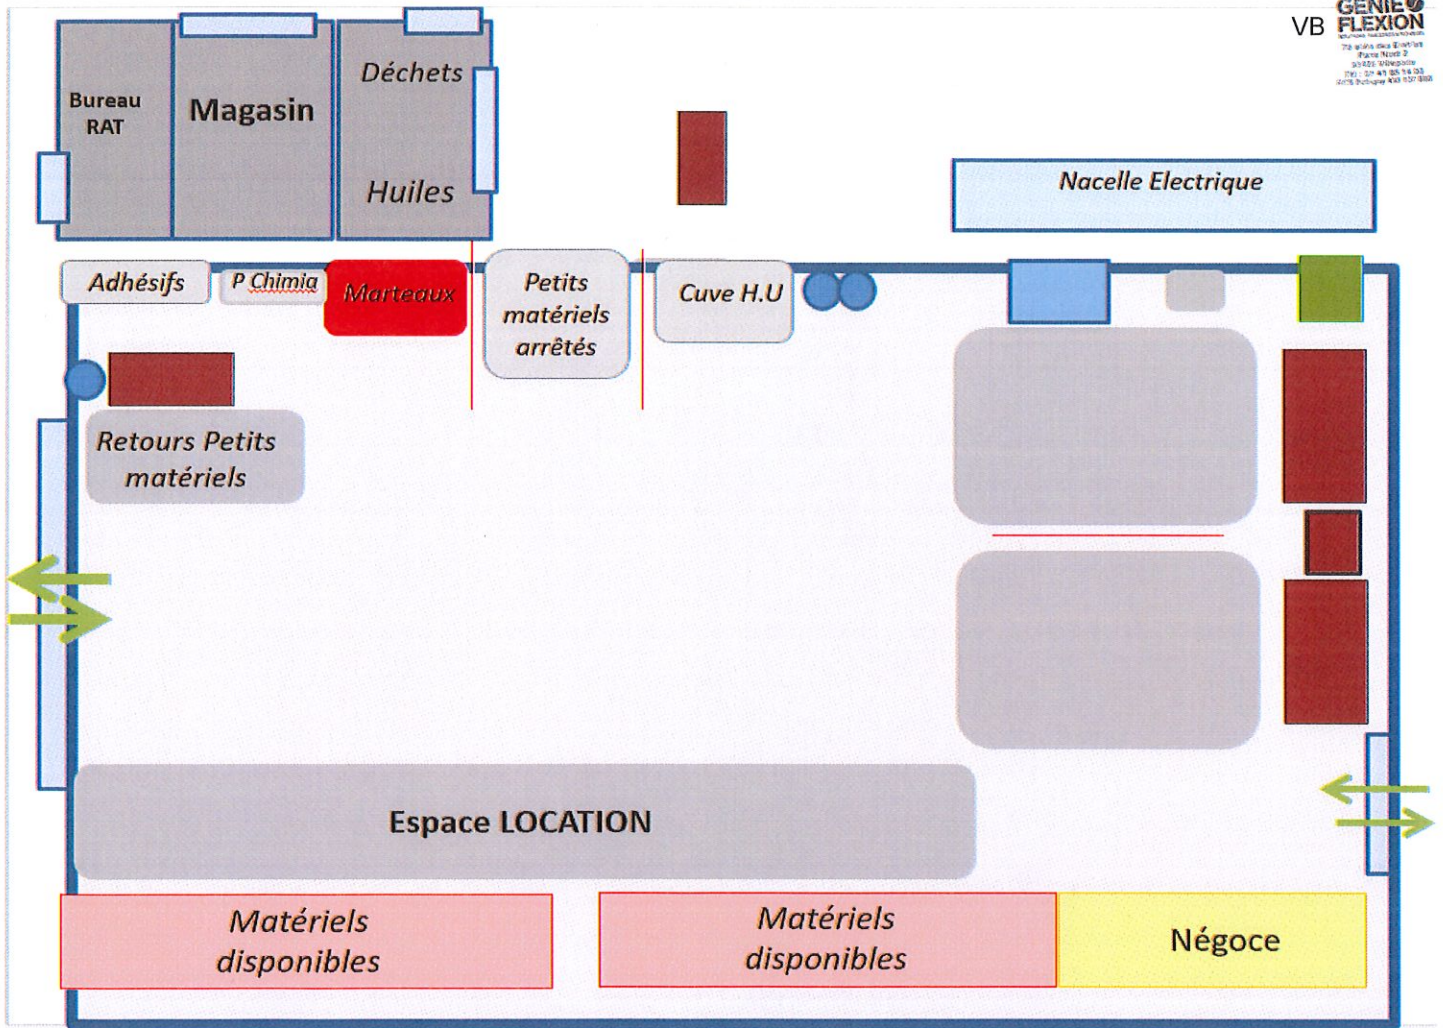 VB
GENIE
FLEXION
Bureau
RAT
Magasin
Déchets
Huiles
Nacelle Electrique
Adhésifs
P Chimia
Marteaux
Petits
matériels
arrêtés
Cuve H.U
Retours Petits
matériels
Espace LOCATION
Matériels
disponibles
Matériels
disponibles
Négoce